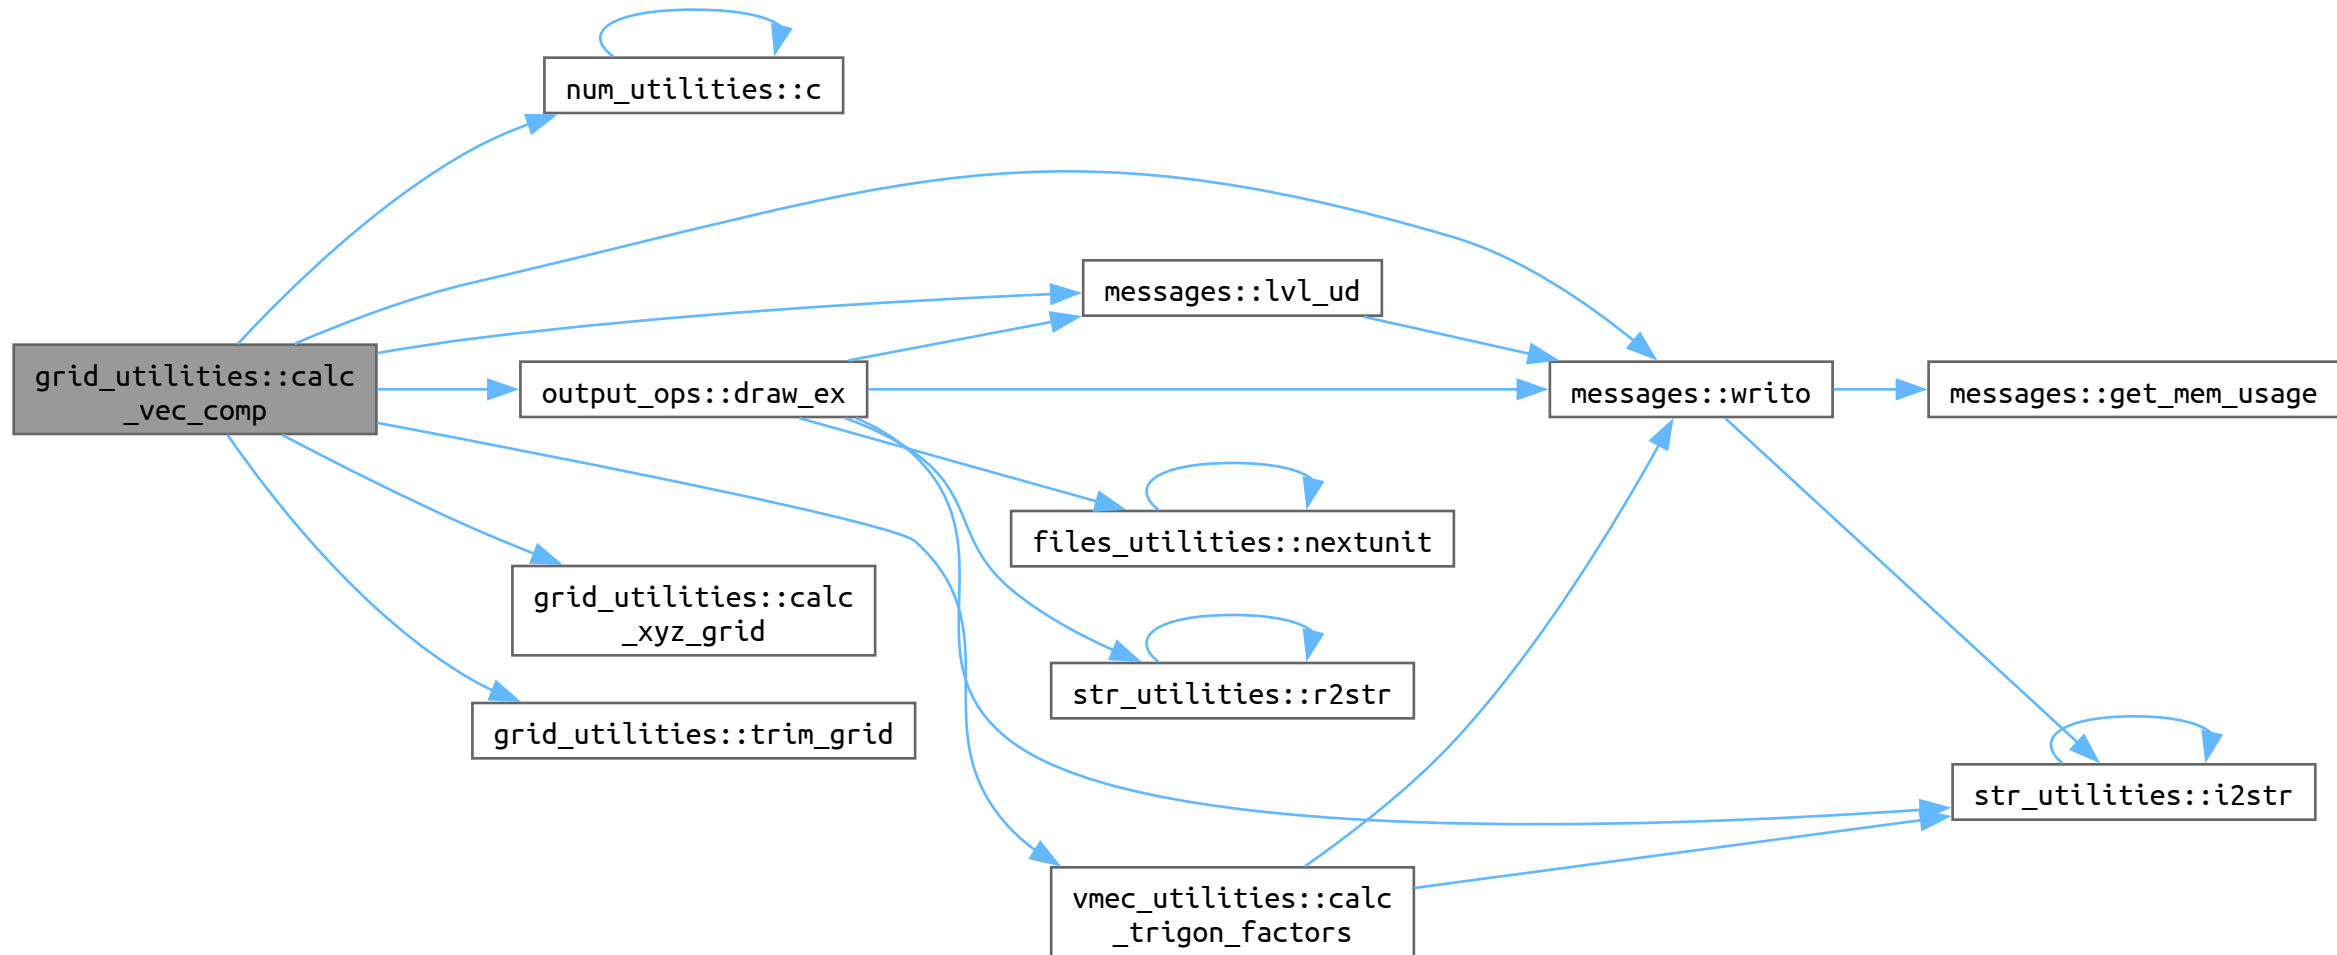 num_utilities::c
messages::lvl_ud
grid_utilities::calc
_vec_comp
output_ops::draw_ex
messages::writo
messages::get_mem_usage
files_utilities::nextunit
grid_utilities::calc
_xyz_grid
str_utilities::r2str
grid_utilities::trim_grid
str_utilities::i2str
vmec_utilities::calc
_trigon_factors